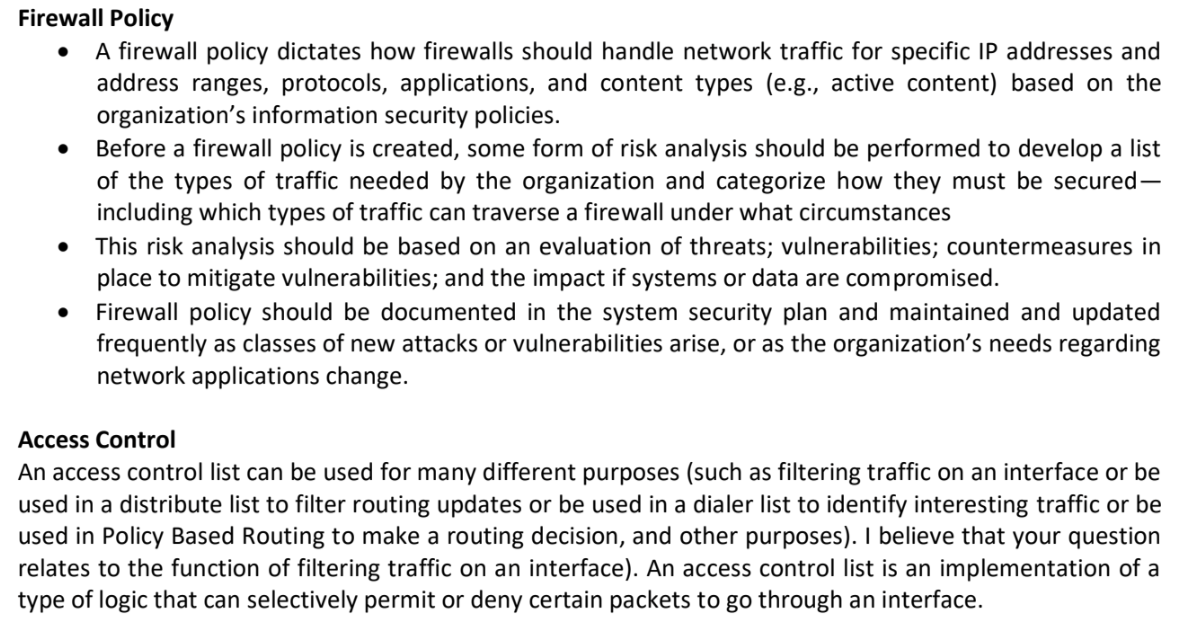 Firewall Policy
• A firewall policy dictates how firewalls should handle network traffic for specific IP addresses and
address ranges, protocols, applications, and content types (e.g., active content) based on the
organization’s information security policies.
• Before a firewall policy is created, some form of risk analysis should be performed to develop a list
of the types of traffic needed by the organization and categorize how they must be secured—
including which types of traffic can traverse a firewall under what circumstances
• This risk analysis should be based on an evaluation of threats; vulnerabilities; countermeasures in
place to mitigate vulnerabilities; and the impact if systems or data are compromised.
• Firewall policy should be documented in the system security plan and maintained and updated
frequently as classes of new attacks or vulnerabilities arise, or as the organization’s needs regarding
network applications change.
Access Control
An access control list can be used for many different purposes (such as filtering traffic on an interface or be
used in a distribute list to filter routing updates or be used in a dialer list to identify interesting traffic or be
used in Policy Based Routing to make a routing decision, and other purposes). I believe that your question
relates to the function of filtering traffic on an interface). An access control list is an implementation of a
type of logic that can selectively permit or deny certain packets to go through an interface.